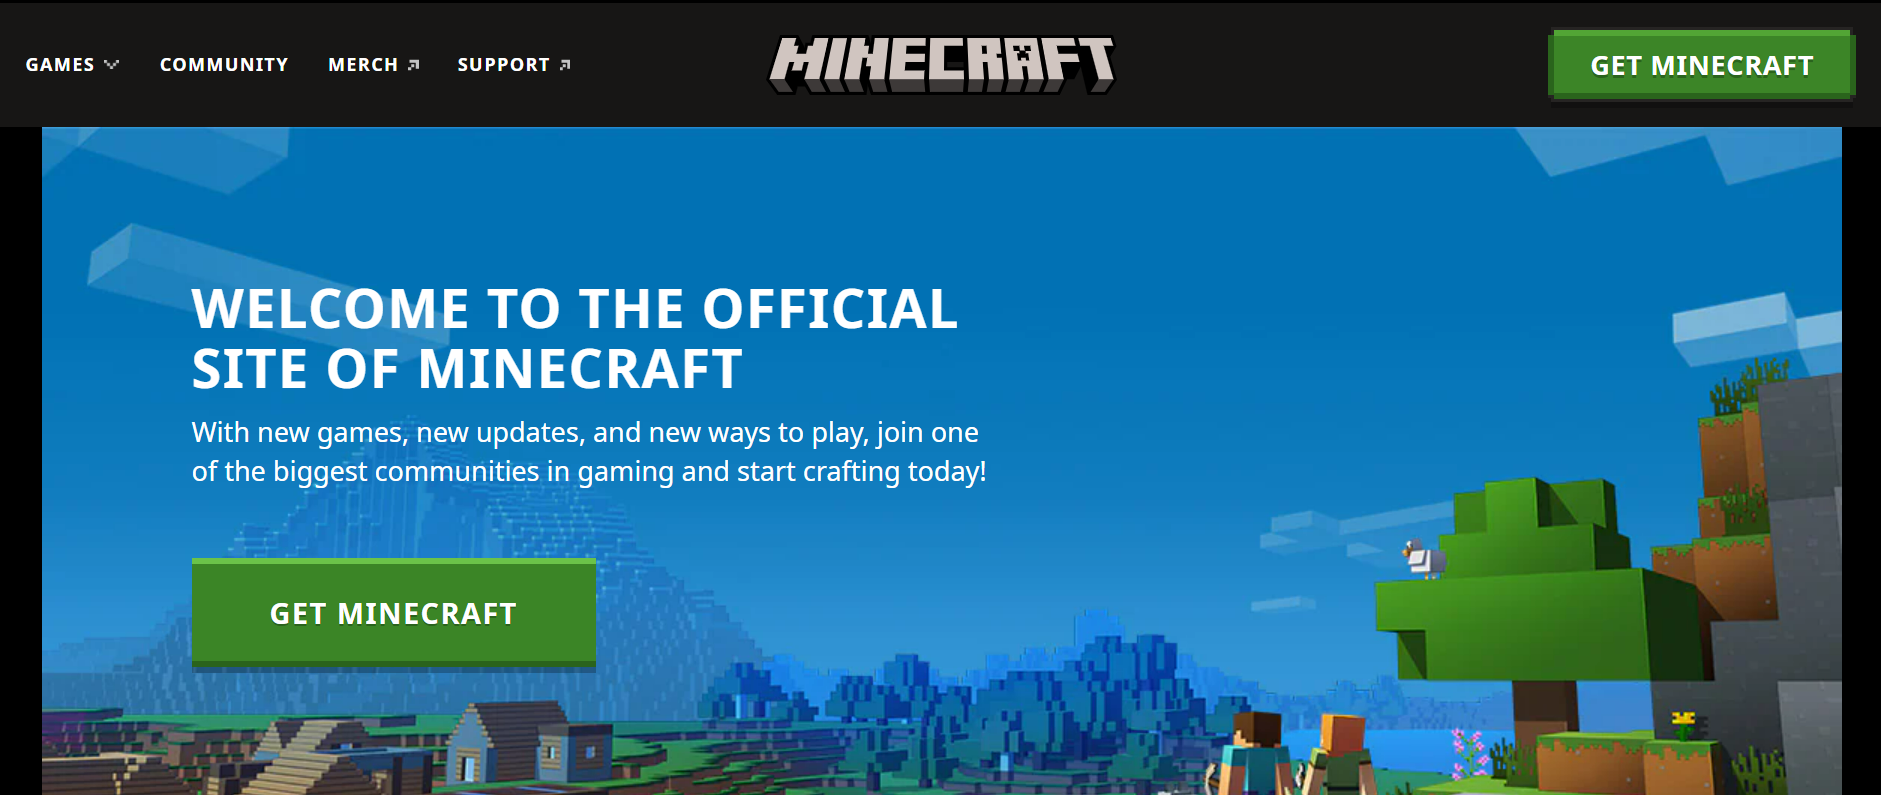 GAMES COMMUNITY MERCH SUPPORT MINECRAFT GET MINECRAFT
WELCOME TO THE OFFICIAL
SITE OF MINECRAFT
With new games, new updates, and new ways to play, join one
of the biggest communities in gaming and start crafting today!
GET MINECRAFT